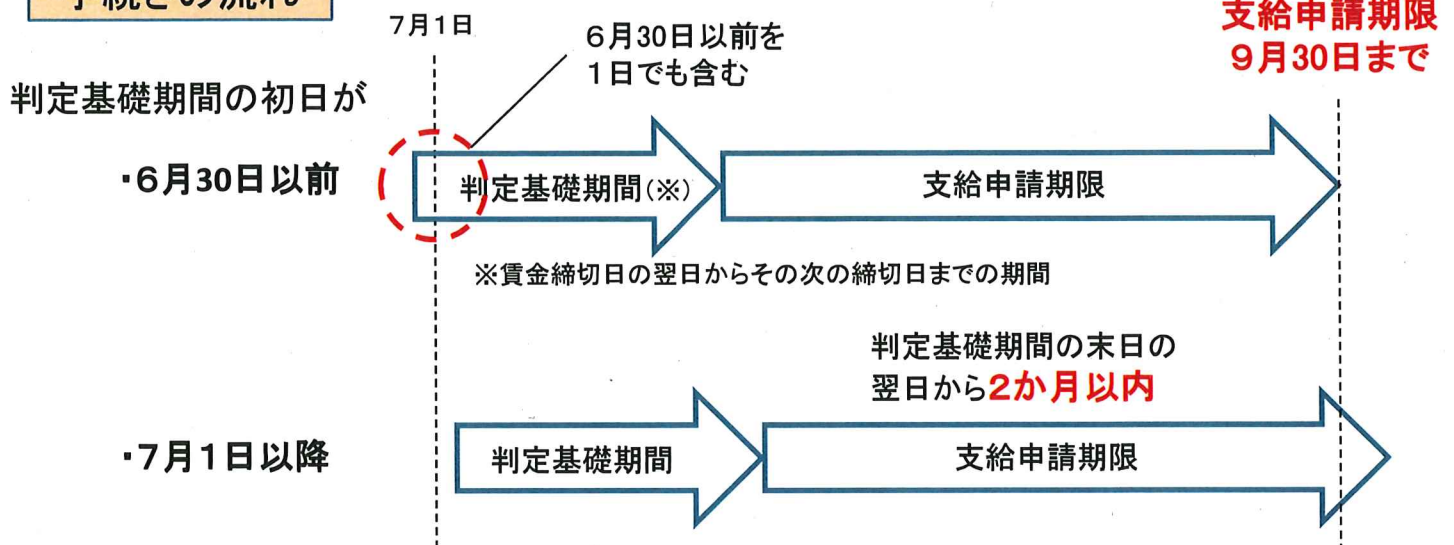 手続きの流れ
7月1日
6月30日以前を
1日でも含む
支給申請期限
9月30日まで
判定基礎期間の初日が
・6月30日以前
判定基礎期間(※)
支給申請期限
※賃金締切日の翌日からその次の締切日までの期間
判定基礎期間の末日の
翌日から2か月以内
・7月1日以降
判定基礎期間
支給申請期限